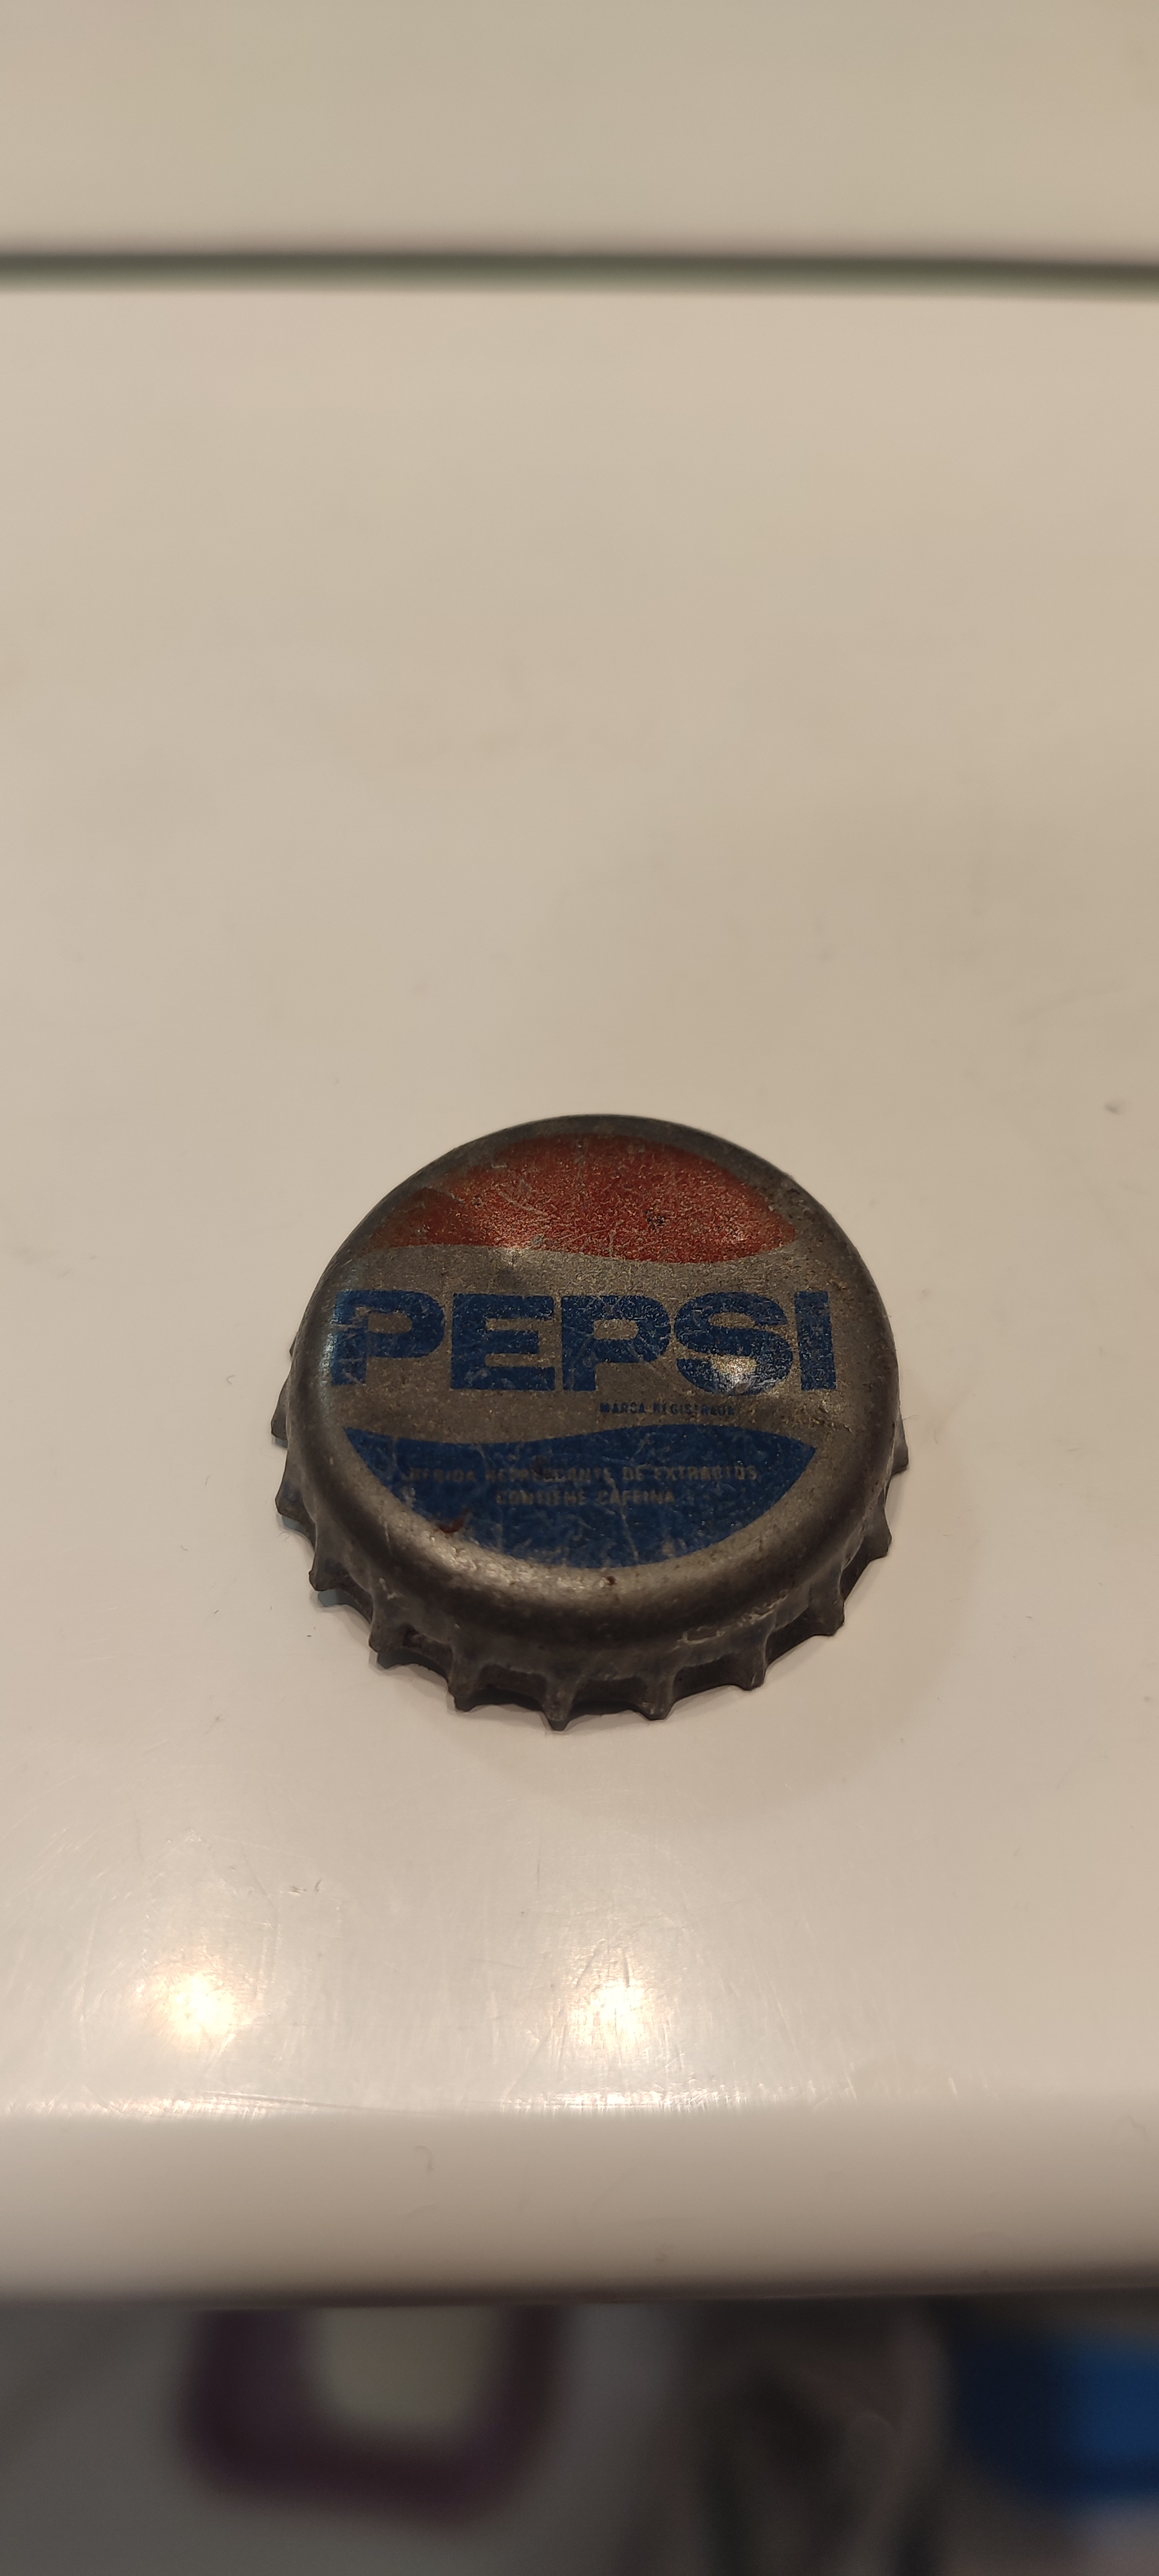 PEPSI
MARCA REGISTRADA
BEBIDA REFRESCANTE DE EXTRACTOS
CONTIENE CAFEINA